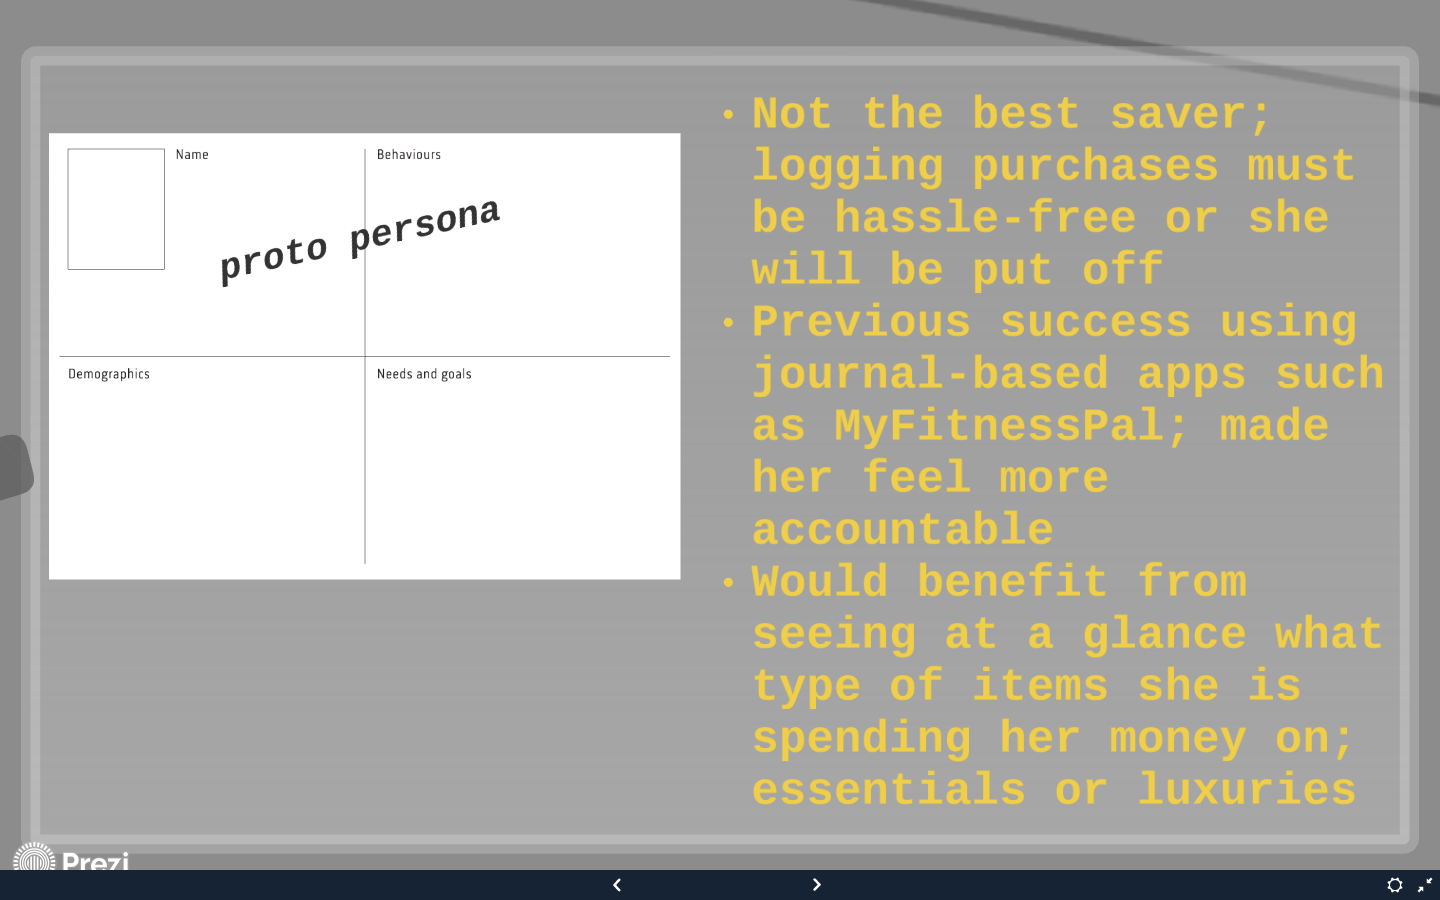 Name
Behaviours
proto persona
Demographics
Needs and goals
• Not the best saver;
logging purchases must
be hassle-free or she
will be put off
• Previous success using
journal-based apps such
as MyFitnessPal; made
her feel more
accountable
• Would benefit from
seeing at a glance what
type of items she is
spending her money on;
essentials or luxuries
Prezi